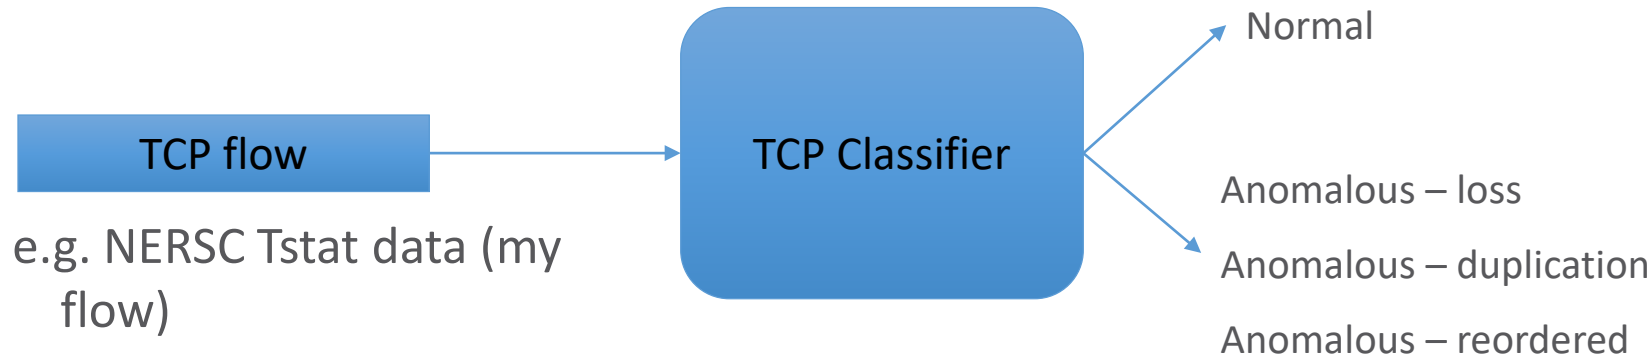 TCP flow
e.g. NERSC Tstat data (my
flow)
TCP Classifier
Normal
Anomalous – loss
Anomalous – duplication
Anomalous – reordered